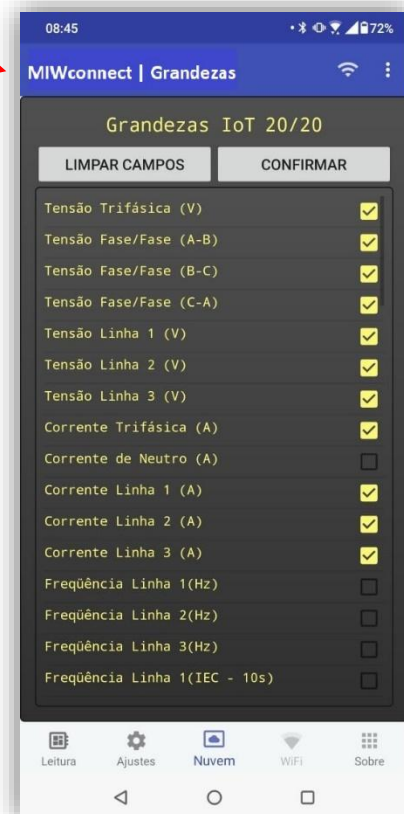 08:45 72%
MIWconnect | Grandezas
Grandezas IoT 20/20
LIMPAR CAMPOS CONFIRMAR
Tensão Trifásica (V)
Tensão Fase/Fase (A-B)
Tensão Fase/Fase (B-C)
Tensão Fase/Fase (C-A)
Tensão Linha 1 (V)
Tensão Linha 2 (V)
Tensão Linha 3 (V)
Corrente Trifásica (A)
Corrente de Neutro (A)
Corrente Linha 1 (A)
Corrente Linha 2 (A)
Corrente Linha 3 (A)
Freqüência Linha 1(Hz)
Freqüência Linha 2(Hz)
Freqüência Linha 3(Hz)
Freqüência Linha 1(IEC - 10s)
Leitura Ajustes Nuvem WiFi Sobre